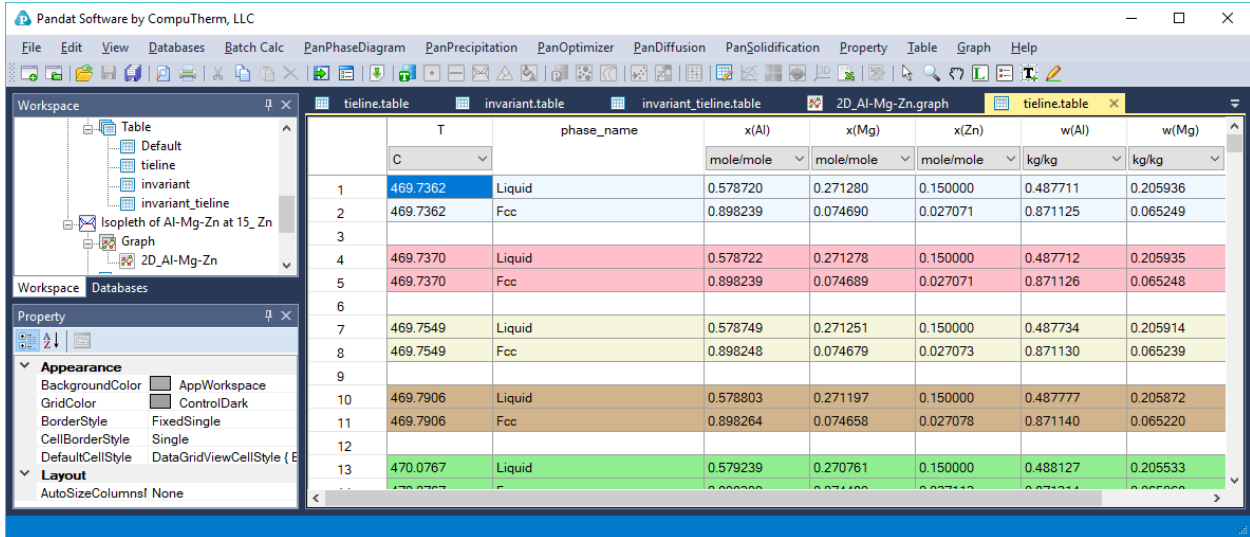 Pandat Software by CompuTherm, LLC
File Edit View Databases Batch Calc PanPhaseDiagram PanPrecipitation PanOptimizer PanDiffusion PanSolidification Property Table Graph Help
Workspace
Table
Default
tieline
invariant
invariant_tieline
Isopleth of Al-Mg-Zn at 15_ Zn
Graph
2D_Al-Mg-Zn
Workspace Databases
Property
Appearance
BackgroundColor AppWorkspace
GridColor ControlDark
BorderStyle FixedSingle
CellBorderStyle Single
DefaultCellStyle DataGridViewCellStyle { B
Layout
AutoSizeColumnsM None
tieline.table invariant.table invariant_tieline.table 2D_Al-Mg-Zn.graph tieline.table
T phase_name x(Al) x(Mg) x(Zn) w(Al) w(Mg)
C mole/mole mole/mole mole/mole kg/kg kg/kg
1 469.7362 Liquid 0.578720 0.271280 0.150000 0.487711 0.205936
2 469.7362 Fcc 0.898239 0.074690 0.027071 0.871125 0.065249
3
4 469.7370 Liquid 0.578722 0.271278 0.150000 0.487712 0.205935
5 469.7370 Fcc 0.898239 0.074689 0.027071 0.871126 0.065248
6
7 469.7549 Liquid 0.578749 0.271251 0.150000 0.487734 0.205914
8 469.7549 Fcc 0.898248 0.074679 0.027073 0.871130 0.065239
9
10 469.7906 Liquid 0.578803 0.271197 0.150000 0.487777 0.205872
11 469.7906 Fcc 0.898264 0.074658 0.027078 0.871140 0.065220
12
13 470.0767 Liquid 0.579239 0.270761 0.150000 0.488127 0.205533